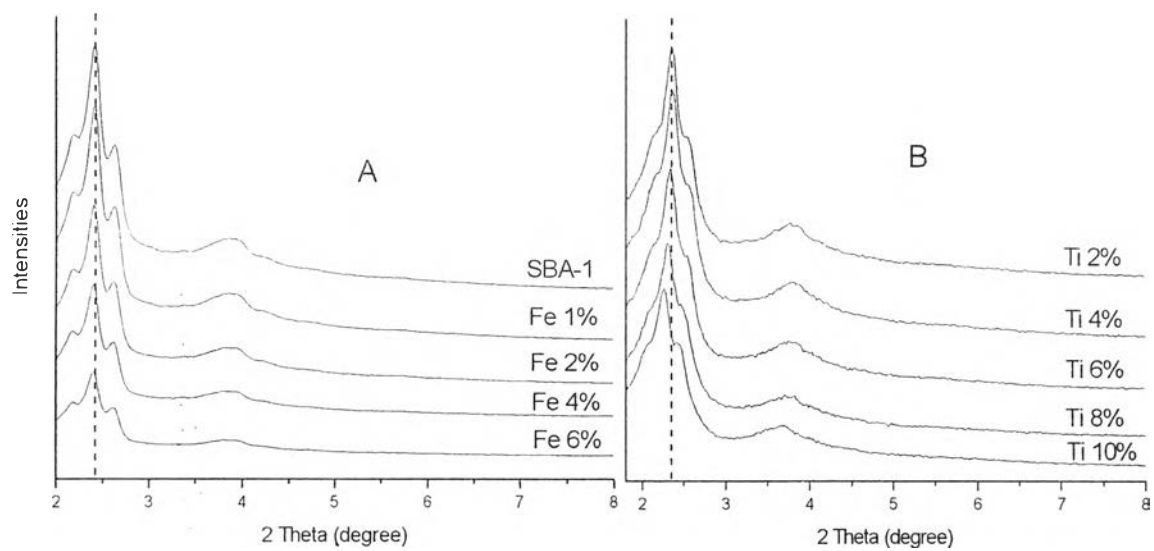 Intensities
A
SBA-1
Fe 1%
Fe 2%
Fe 4%
Fe 6%
2 3 4 5 6 7 8
2 Theta (degree)
B
Ti 2%
Ti 4%
Ti 6%
Ti 8%
Ti 10%
2 3 4 5 6 7 8
2 Theta (degree)